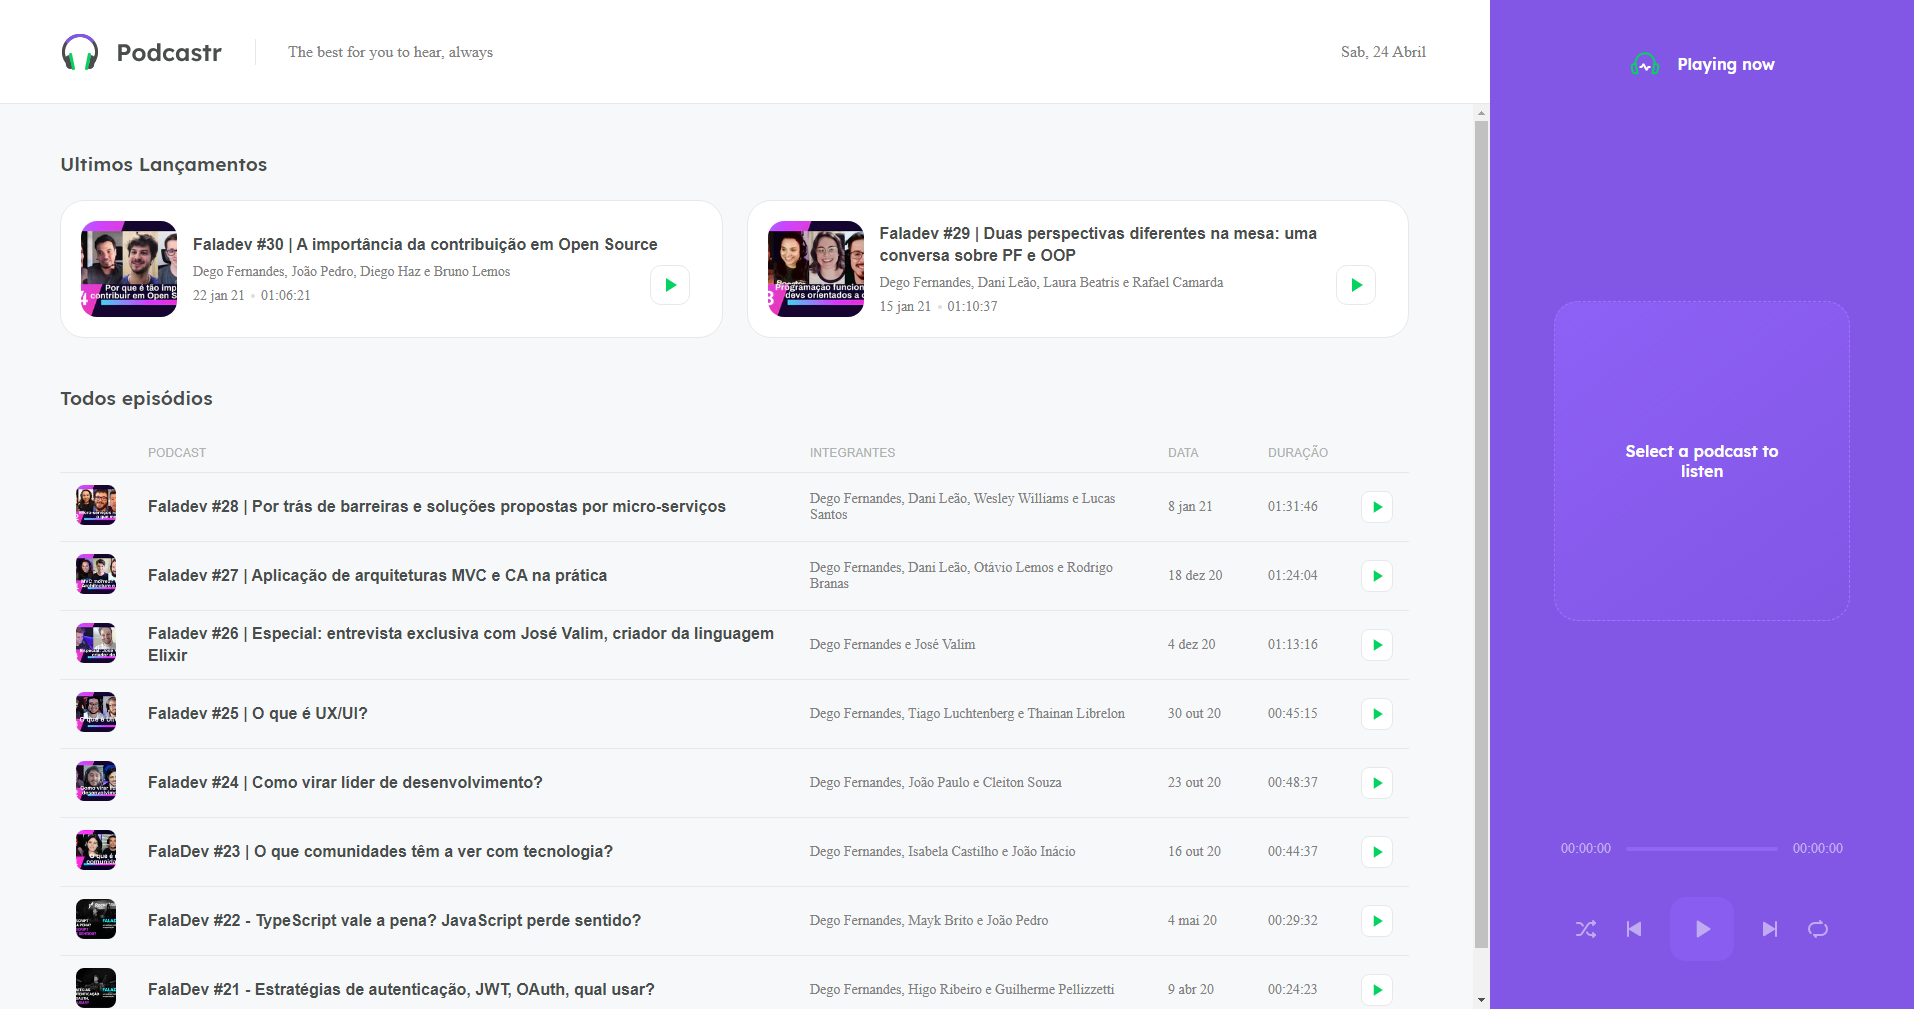 Podcastr
The best for you to hear, always
Sab, 24 Abril
Playing now
Ultimos Lançamentos
Faladev #30 | A importância da contribuição em Open Source
Dego Fernandes, João Pedro, Diego Haz e Bruno Lemos
22 jan 21 • 01:06:21
Por que é tão imp
contribuir em Open S
Faladev #29 | Duas perspectivas diferentes na mesa: uma
conversa sobre PF e OOP
Dego Fernandes, Dani Leão, Laura Beatris e Rafael Camarda
15 jan 21 • 01:10:37
Programação funcion
devs orientados a o
Todos episódios
PODCAST
INTEGRANTES
DATA
DURAÇÃO
Faladev #28 | Por trás de barreiras e soluções propostas por micro-serviços
Dego Fernandes, Dani Leão, Wesley Williams e Lucas
Santos
8 jan 21
01:31:46
Faladev #27 | Aplicação de arquiteturas MVC e CA na prática
Dego Fernandes, Dani Leão, Otávio Lemos e Rodrigo
Branas
18 dez 20
01:24:04
Faladev #26 | Especial: entrevista exclusiva com José Valim, criador da linguagem
Elixir
Dego Fernandes e José Valim
4 dez 20
01:13:16
Faladev #25 | O que é UX/UI?
Dego Fernandes, Tiago Luchtenberg e Thainan Librelon
30 out 20
00:45:15
Faladev #24 | Como virar líder de desenvolvimento?
Dego Fernandes, João Paulo e Cleiton Souza
23 out 20
00:48:37
FalaDev #23 | O que comunidades têm a ver com tecnologia?
Dego Fernandes, Isabela Castilho e João Inácio
16 out 20
00:44:37
FalaDev #22 - TypeScript vale a pena? JavaScript perde sentido?
Dego Fernandes, Mayk Brito e João Pedro
4 mai 20
00:29:32
FalaDev #21 - Estratégias de autenticação, JWT, OAuth, qual usar?
Dego Fernandes, Higo Ribeiro e Guilherme Pellizzetti
9 abr 20
00:24:23
Select a podcast to
listen
00:00:00
00:00:00